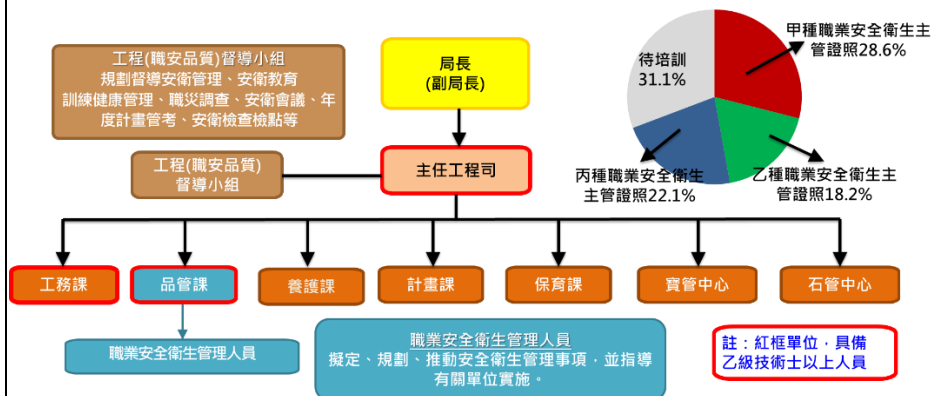 工程(職安品質)督導小組
規劃督導安衛管理、安衛教育
訓練健康管理、職災調查、安衛會議、年
度計畫管考、安衛檢查檢點等
局長
(副局長)
待培訓
31.1%
甲種職業安全衛生主
管證照28.6%
工程(職安品質)
督導小組
主任工程司
丙種職業安全衛生
主管證照22.1%
乙種職業安全衛生主
管證照18.2%
工務課
品管課
養護課
計畫課
保育課
寶管中心
石管中心
職業安全衛生管理人員
職業安全衛生管理人員
擬定、規劃、推動安全衛生管理事項，並指導
有關單位實施。
註：紅框單位，具備
乙級技術士以上人員